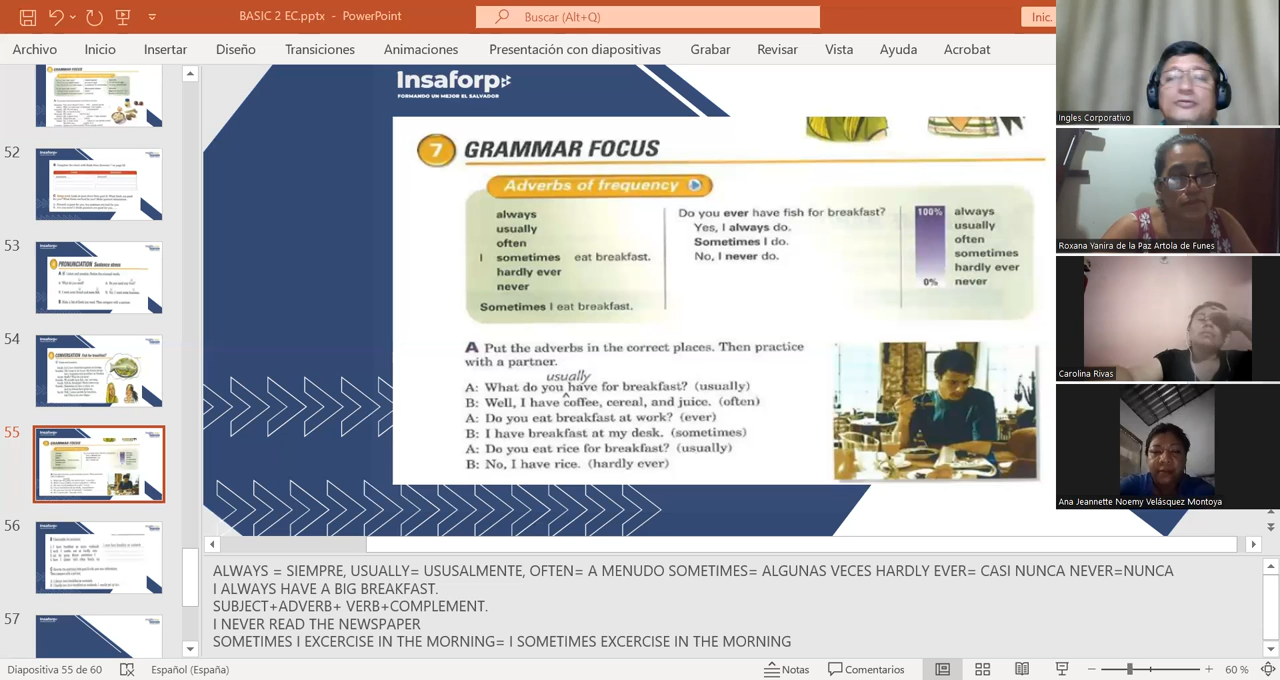 BASIC 2 EC.pptx - PowerPoint
Buscar (Alt+Q)
Inic.
Archivo Inicio Insertar Diseño Transiciones Animaciones Presentación con diapositivas Grabar Revisar Vista Ayuda Acrobat
Insaforp
FORMANDO UN MEJOR EL SALVADOR
7 GRAMMAR FOCUS
Adverbs of frequency
always
usually
often
I sometimes eat breakfast.
hardly ever
never
Sometimes I eat breakfast.
Do you ever have fish for breakfast?
Yes, I always do.
Sometimes I do.
No, I never do.
100% always
usually
often
sometimes
hardly ever
0% never
A Put the adverbs in the correct places. Then practice
with a partner.
usually
A: What do you have for breakfast? (usually)
B: Well, I have coffee, cereal, and juice. (often)
A: Do you eat breakfast at work? (ever)
B: I have breakfast at my desk. (sometimes)
A: Do you eat rice for breakfast? (usually)
B: No, I have rice. (hardly ever)
52
53
54
55
56
57
Ingles Corporativo
Roxana Yanira de la Paz Artola de Funes
Carolina Rivas
Ana Jeannette Noemy Velásquez Montoya
ALWAYS = SIEMPRE, USUALLY= USUSALMENTE, OFTEN= A MENUDO SOMETIMES= ALGUNAS VECES HARDLY EVER= CASI NUNCA NEVER=NUNCA
I ALWAYS HAVE A BIG BREAKFAST.
SUBJECT+ADVERB+ VERB+COMPLEMENT.
I NEVER READ THE NEWSPAPER
SOMETIMES I EXCERCISE IN THE MORNING= I SOMETIMES EXCERCISE IN THE MORNING
Diapositiva 55 de 60 Español (España) Notas Comentarios 60 %